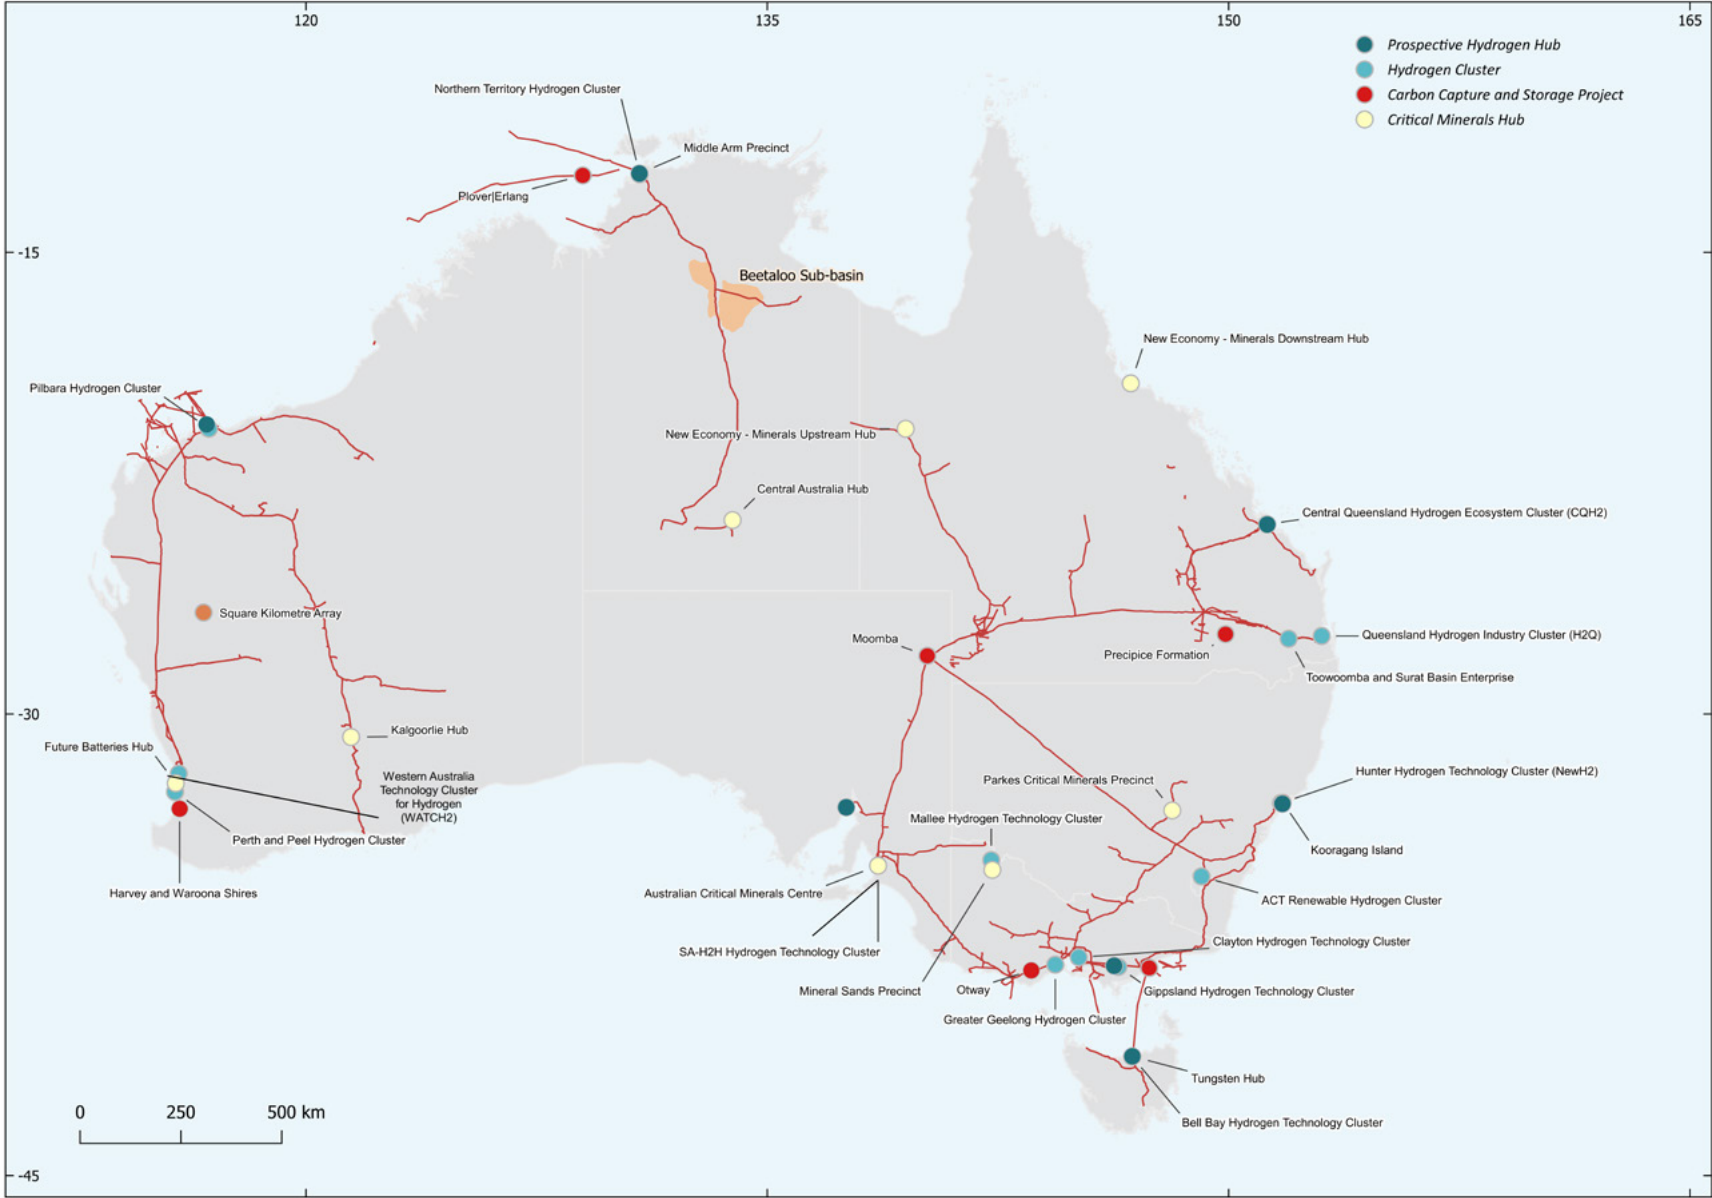 120
135
150
165
Prospective Hydrogen Hub
Hydrogen Cluster
Carbon Capture and Storage Project
Critical Minerals Hub
Northern Territory Hydrogen Cluster
Middle Arm Precinct
Plover|Erlang
-15
Beetaloo Sub-basin
New Economy - Minerals Downstream Hub
Pilbara Hydrogen Cluster
New Economy - Minerals Upstream Hub
Central Australia Hub
Central Queensland Hydrogen Ecosystem Cluster (CQH2)
Square Kilometre Array
Moomba
Queensland Hydrogen Industry Cluster (H2Q)
Precipice Formation
Toowoomba and Surat Basin Enterprise
-30
Kalgoorlie Hub
Future Batteries Hub
Western Australia
Technology Cluster
for Hydrogen
(WATCH2)
Parkes Critical Minerals Precinct
Hunter Hydrogen Technology Cluster (NewH2)
Mallee Hydrogen Technology Cluster
Perth and Peel Hydrogen Cluster
Kooragang Island
Harvey and Waroona Shires
Australian Critical Minerals Centre
ACT Renewable Hydrogen Cluster
SA-H2H Hydrogen Technology Cluster
Clayton Hydrogen Technology Cluster
Mineral Sands Precinct
Otway
Gippsland Hydrogen Technology Cluster
Greater Geelong Hydrogen Cluster
Tungsten Hub
Bell Bay Hydrogen Technology Cluster
0
250
500 km
-45